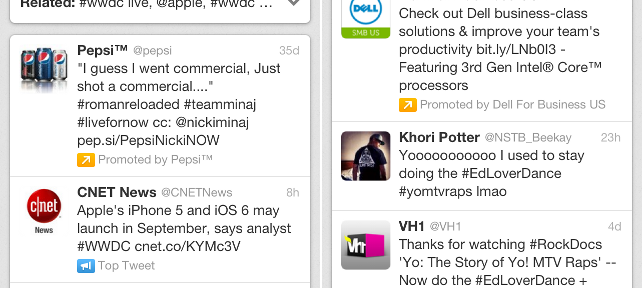 Related: #wwdc live, @apple, #wwdc ...
Pepsi™ @pepsi 35d
"I guess I went commercial, Just
shot a commercial...."
#romanreloaded #teamminaj
#livefornow cc: @nickiminaj
pep.si/PepsiNickiNOW
Promoted by Pepsi™
c|net
News
CNET News @CNETNews 8h
Apple's iPhone 5 and iOS 6 may
launch in September, says analyst
#WWDC cnet.co/KYMc3V
Top Tweet
DELL
SMB US
Check out Dell business-class
solutions & improve your team's
productivity bit.ly/LNb0I3 -
Featuring 3rd Gen Intel® Core™
processors
Promoted by Dell For Business US
Khori Potter @NSTB_Beekay 23h
Yooooooooooo I used to stay
doing the #EdLoverDance
#yomtvraps lmao
VH1
VH1 @VH1 4d
Thanks for watching #RockDocs
'Yo: The Story of Yo! MTV Raps' --
Now do the #EdLoverDance +